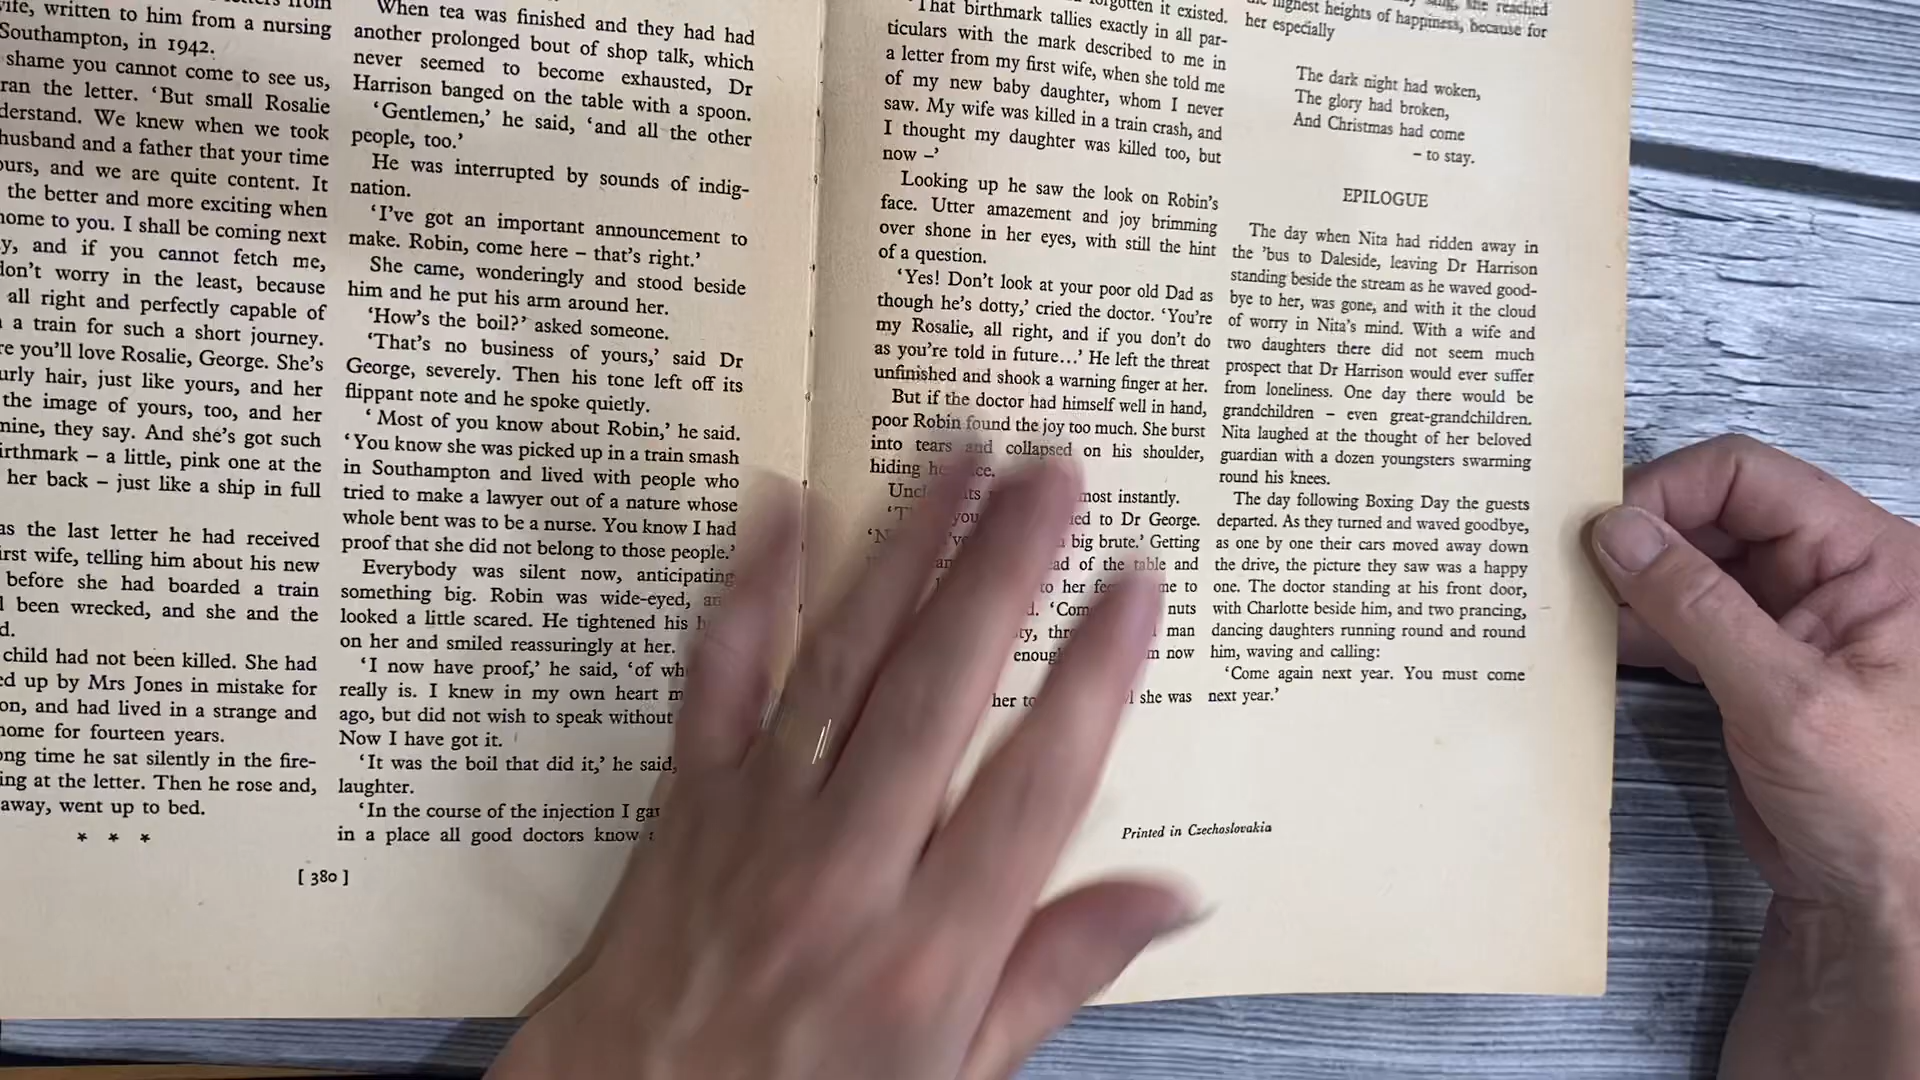 vife, written to him from a nursing
Southampton, in 1942.
shame you cannot come to see us,
ran the letter. ‘But small Rosalie
derstand. We knew when we took
husband and a father that your time
ours, and we are quite content. It
the better and more exciting when
home to you. I shall be coming next
y, and if you cannot fetch me,
don’t worry in the least, because
all right and perfectly capable of
a train for such a short journey.
re you’ll love Rosalie, George. She’s
urly hair, just like yours, and her
the image of yours, too, and her
mine, they say. And she’s got such
irthmark – a little, pink one at the
her back – just like a ship in full
as the last letter he had received
irst wife, telling him about his new
before she had boarded a train
been wrecked, and she and the
d.
child had not been killed. She had
ed up by Mrs Jones in mistake for
on, and had lived in a strange and
home for fourteen years.
ong time he sat silently in the fire-
ing at the letter. Then he rose and,
away, went up to bed.
* * *
When tea was finished and they had had
another prolonged bout of shop talk, which
never seemed to become exhausted, Dr
Harrison banged on the table with a spoon.
‘Gentlemen,’ he said, ‘and all the other
people, too.’
He was interrupted by sounds of indig-
nation.
‘I’ve got an important announcement to
make. Robin, come here – that’s right.’
She came, wonderingly and stood beside
him and he put his arm around her.
‘How’s the boil?’ asked someone.
‘That’s no business of yours,’ said Dr
George, severely. Then his tone left off its
flippant note and he spoke quietly.
‘Most of you know about Robin,’ he said.
‘You know she was picked up in a train smash
in Southampton and lived with people who
tried to make a lawyer out of a nature whose
whole bent was to be a nurse. You know I had
proof that she did not belong to those people.’
Everybody was silent now, anticipating
something big. Robin was wide-eyed,
looked a little scared. He tightened his
on her and smiled reassuringly at her.
‘I now have proof,’ he said, ‘of
really is. I knew in my own heart
ago, but did not wish to speak without
Now I have got it.
‘It was the boil that did it,’ he said,
laughter.
‘In the course of the injection I
in a place all good doctors know
[ 380 ]
forgotten it existed.
That birthmark tallies exactly in all par-
ticulars with the mark described to me in
a letter from my first wife, when she told me
of my new baby daughter, whom I never
saw. My wife was killed in a train crash, and
I thought my daughter was killed too, but
now –’
Looking up he saw the look on Robin’s
face. Utter amazement and joy brimming
over shone in her eyes, with still the hint
of a question.
‘Yes! Don’t look at your poor old Dad as
though he’s dotty,’ cried the doctor. ‘You’re
my Rosalie, all right, and if you don’t do
as you’re told in future...’ He left the threat
unfinished and shook a warning finger at her.
But if the doctor had himself well in hand,
poor Robin found the joy too much. She burst
into tears and collapsed on his shoulder,
hiding
most instantly.
you ied to Dr George.
big brute.’ Getting
ad of the table and
to her me to
nuts
man
enough now
her she was
she reached
highest heights of happiness, because for
her especially
The dark night had woken,
The glory had broken,
And Christmas had come
– to stay.
EPILOGUE
The day when Nita had ridden away in
the ’bus to Daleside, leaving Dr Harrison
standing beside the stream as he waved good-
bye to her, was gone, and with it the cloud
of worry in Nita’s mind. With a wife and
two daughters there did not seem much
prospect that Dr Harrison would ever suffer
from loneliness. One day there would be
grandchildren – even great-grandchildren.
Nita laughed at the thought of her beloved
guardian with a dozen youngsters swarming
round his knees.
The day following Boxing Day the guests
departed. As they turned and waved goodbye,
as one by one their cars moved away down
the drive, the picture they saw was a happy
one. The doctor standing at his front door,
with Charlotte beside him, and two prancing,
dancing daughters running round and round
him, waving and calling:
‘Come again next year. You must come
next year.’
Printed in Czechoslovakia